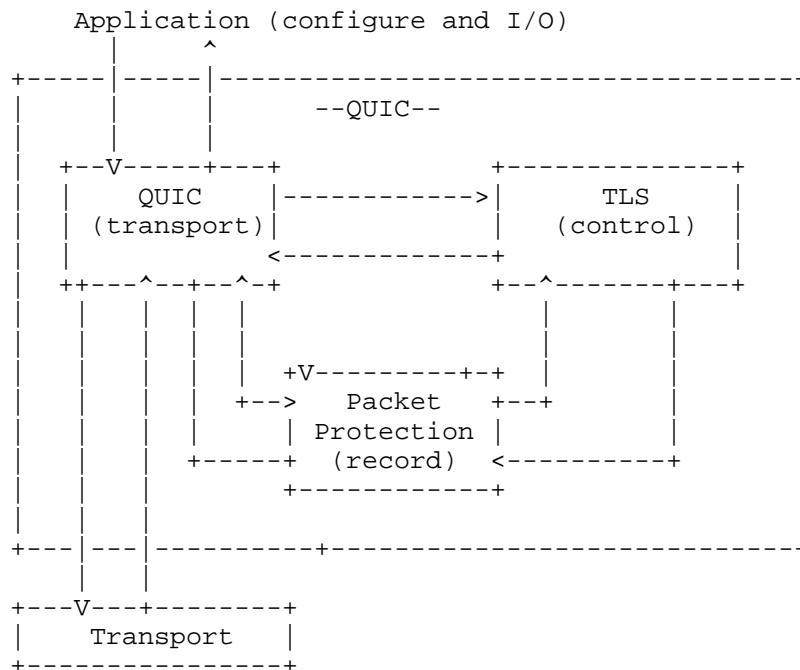 Application (configure and I/O)
--QUIC--
QUIC
(transport)
TLS
(control)
Packet
Protection
(record)
Transport